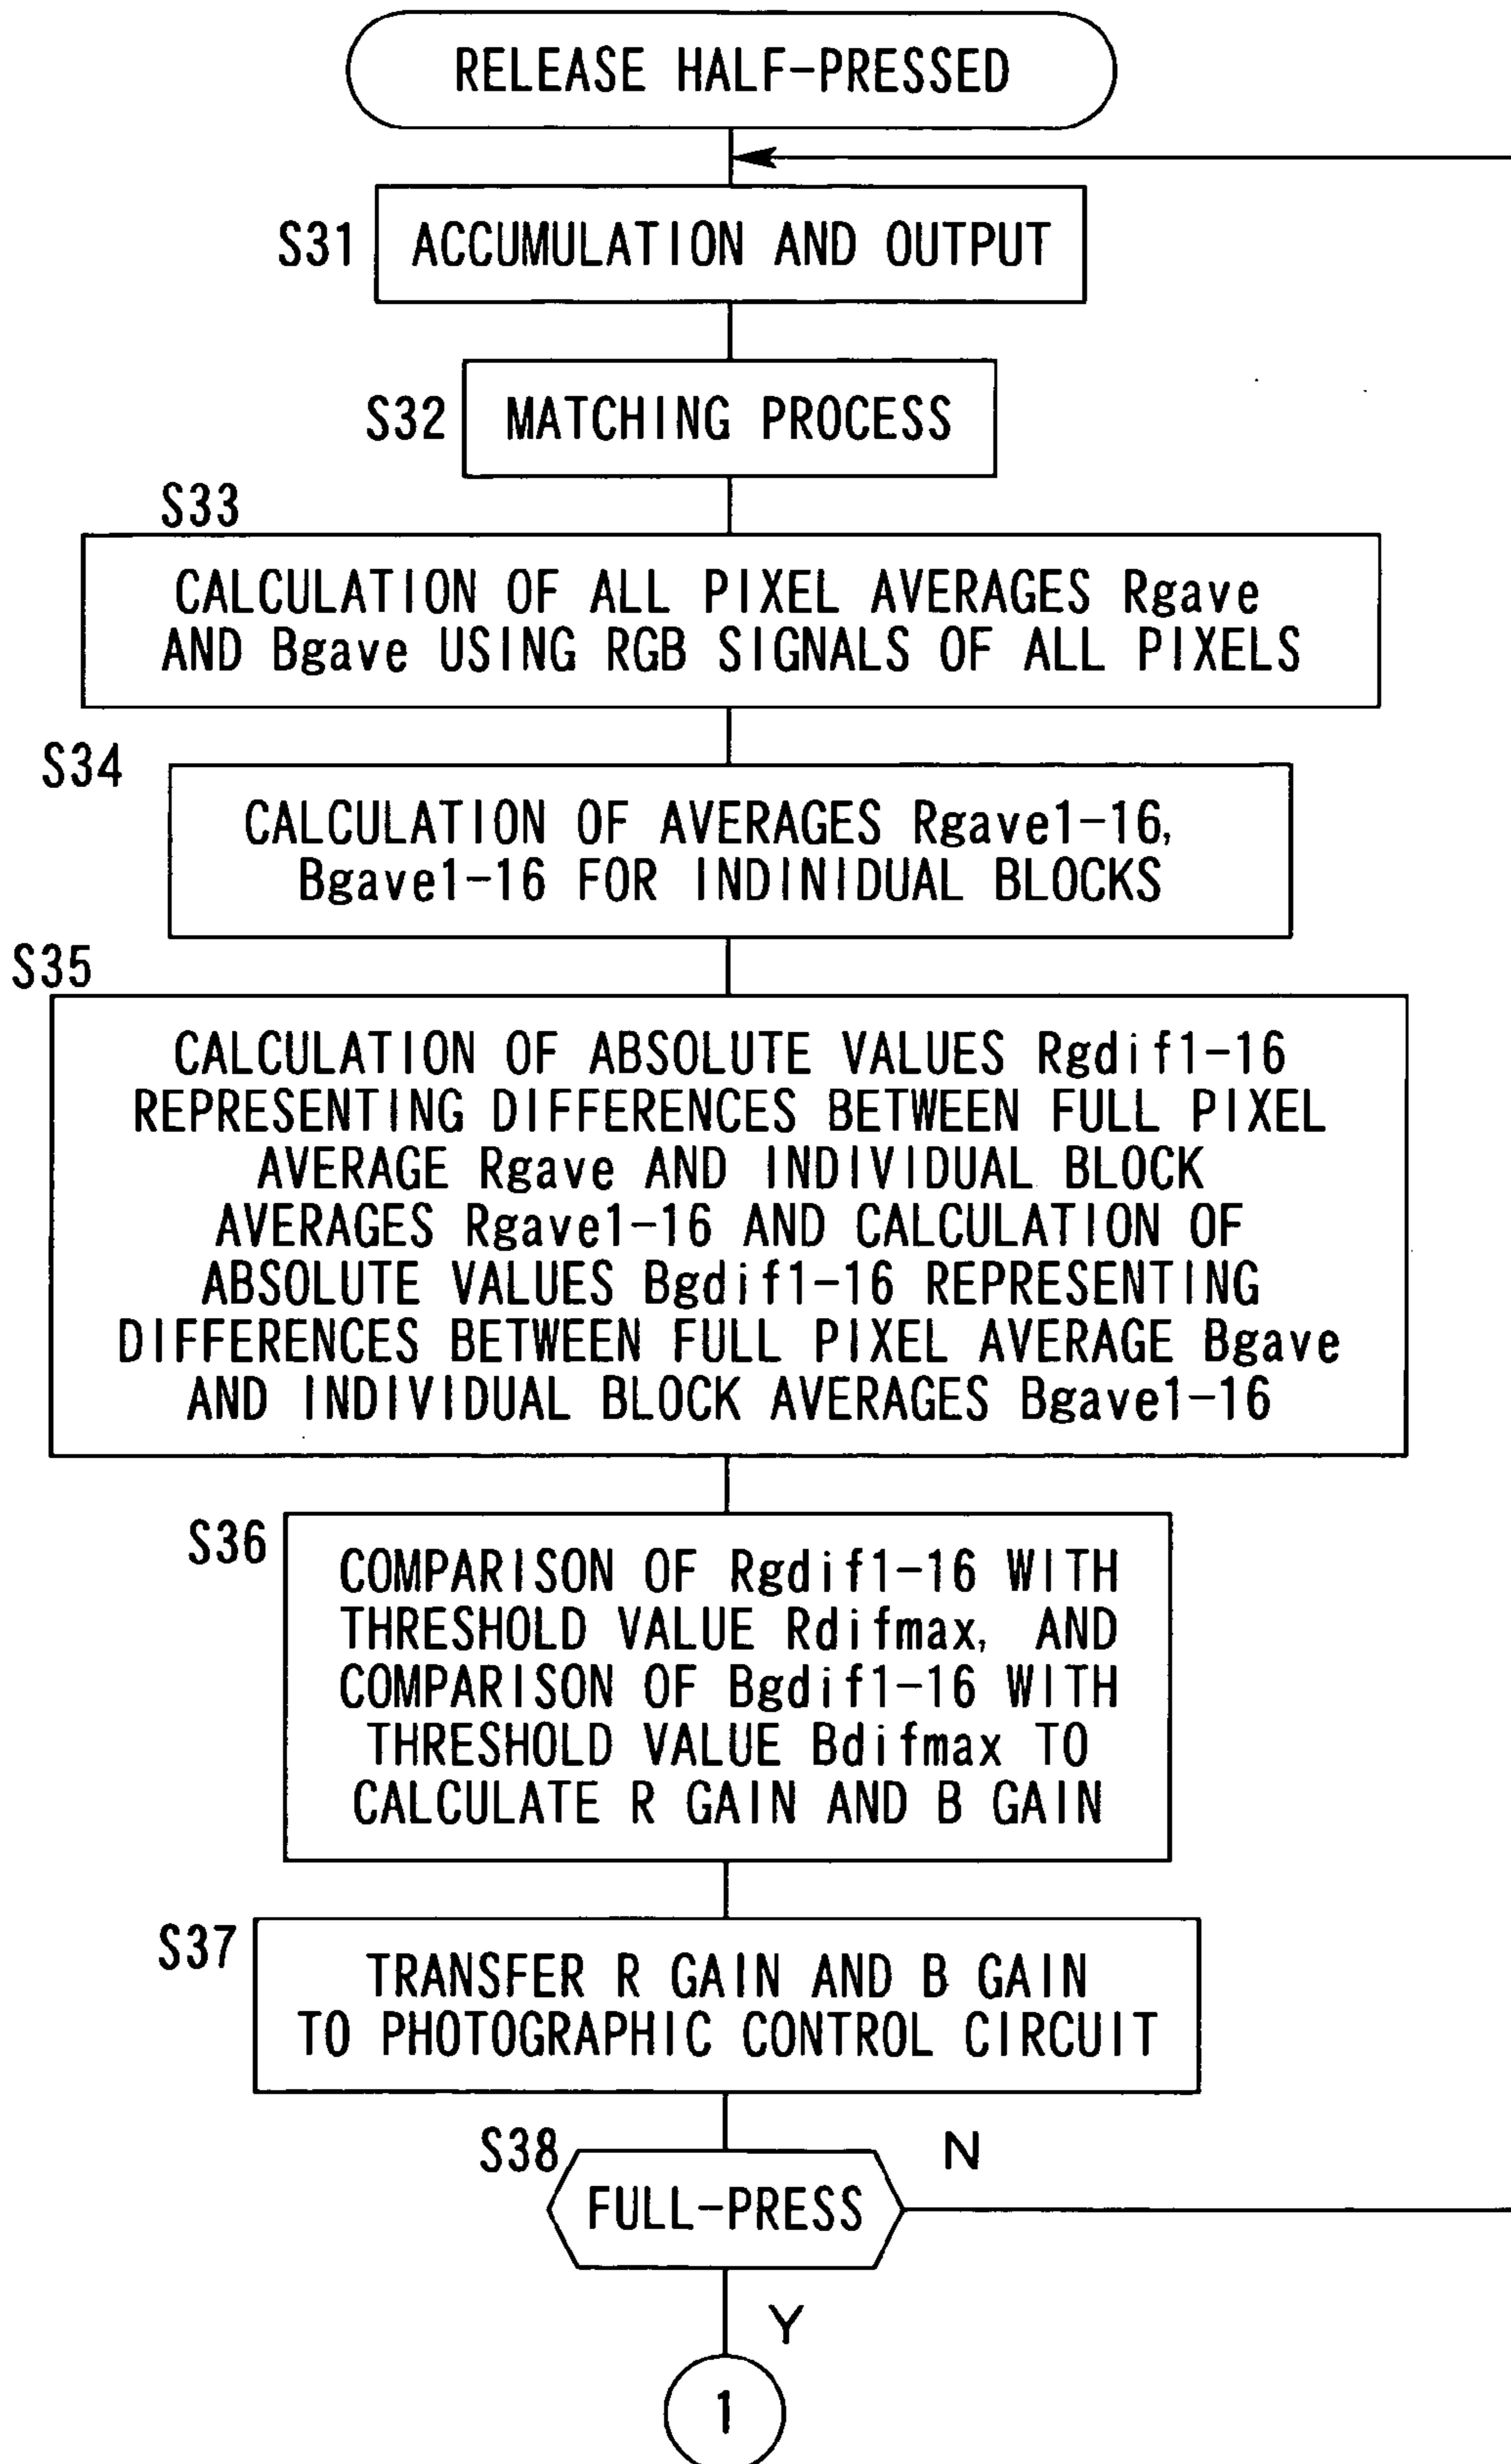 RELEASE HALF-PRESSED
S31
ACCUMULATION AND OUTPUT
S32
MATCHING PROCESS
S33
CALCULATION OF ALL PIXEL AVERAGES Rgave
AND Bgave USING RGB SIGNALS OF ALL PIXELS
S34
CALCULATION OF AVERAGES Rgave1-16,
Bgave1-16 FOR INDINIDUAL BLOCKS
S35
CALCULATION OF ABSOLUTE VALUES Rgdif1-16
REPRESENTING DIFFERENCES BETWEEN FULL PIXEL
AVERAGE Rgave AND INDIVIDUAL BLOCK
AVERAGES Rgave1-16 AND CALCULATION OF
ABSOLUTE VALUES Bgdif1-16 REPRESENTING
DIFFERENCES BETWEEN FULL PIXEL AVERAGE Bgave
AND INDIVIDUAL BLOCK AVERAGES Bgave1-16
S36
COMPARISON OF Rgdif1-16 WITH
THRESHOLD VALUE Rdifmax, AND
COMPARISON OF Bgdif1-16 WITH
THRESHOLD VALUE Bdifmax TO
CALCULATE R GAIN AND B GAIN
S37
TRANSFER R GAIN AND B GAIN
TO PHOTOGRAPHIC CONTROL CIRCUIT
S38
N
FULL-PRESS
Y
1